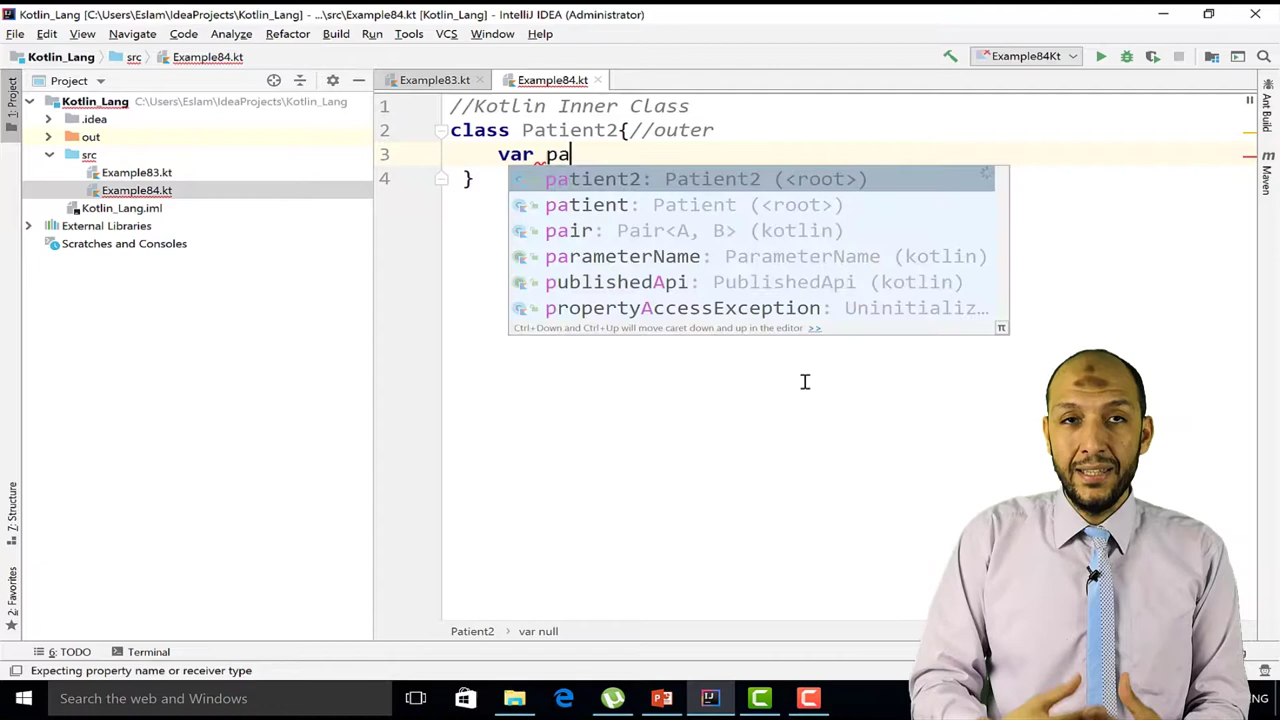 Kotlin_Lang [C:\Users\Eslam\IdeaProjects\Kotlin_Lang] - ...\src\Example84.kt [Kotlin_Lang] - IntelliJ IDEA (Administrator)
File Edit View Navigate Code Analyze Refactor Build Run Tools VCS Window Help
Kotlin_Lang src Example84.kt Example84Kt
Project Example83.kt Example84.kt
1: Project
Kotlin_Lang C:\Users\Eslam\IdeaProjects\Kotlin_Lang
.idea
out
src
Example83.kt
Example84.kt
Kotlin_Lang.iml
External Libraries
Scratches and Consoles
1 //Kotlin Inner Class
2 class Patient2{//outer
3 var pa
4 }
patient2: Patient2 (<root>)
patient: Patient (<root>)
pair: Pair<A, B> (kotlin)
parameterName: ParameterName (kotlin)
publishedApi: PublishedApi (kotlin)
propertyAccessException: Uninitializ...
Ctrl+Down and Ctrl+Up will move caret down and up in the editor >>
π
Ant Build
m Maven
7: Structure
2: Favorites
Patient2 › var null
6: TODO Terminal
Expecting property name or receiver type
Search the web and Windows